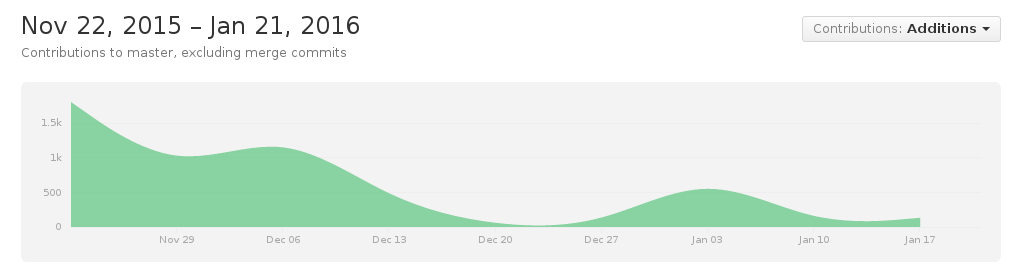 Nov 22, 2015 – Jan 21, 2016
Contributions: Additions
Contributions to master, excluding merge commits
1.5k
1k
500
0
Nov 29 Dec 06 Dec 13 Dec 20 Dec 27 Jan 03 Jan 10 Jan 17